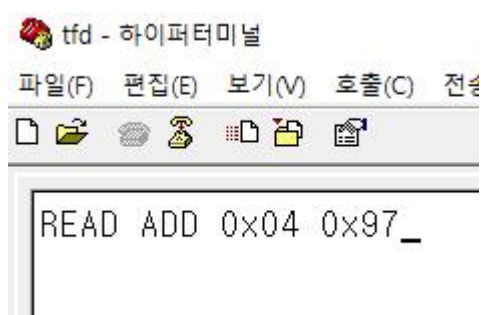 tfd - 하이퍼터미널
파일(F) 편집(E) 보기(V) 호출(C) 전송
READ ADD 0x04 0x97_